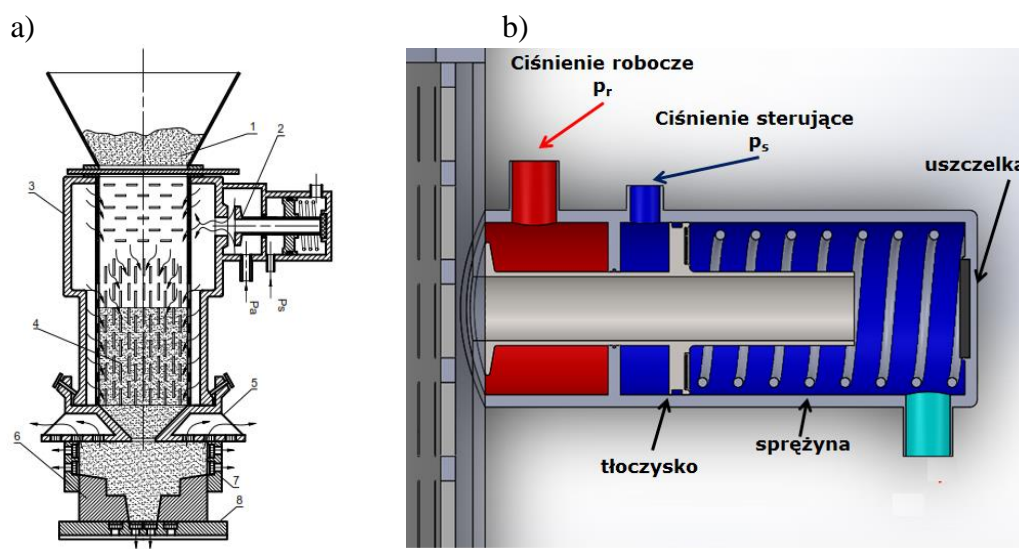 a)
b)
1
2
3
4
5
6
7
8
Pa
Ps
Ciśnienie robocze
pr
Ciśnienie sterujące
ps
uszczelka
tłoczysko
sprężyna